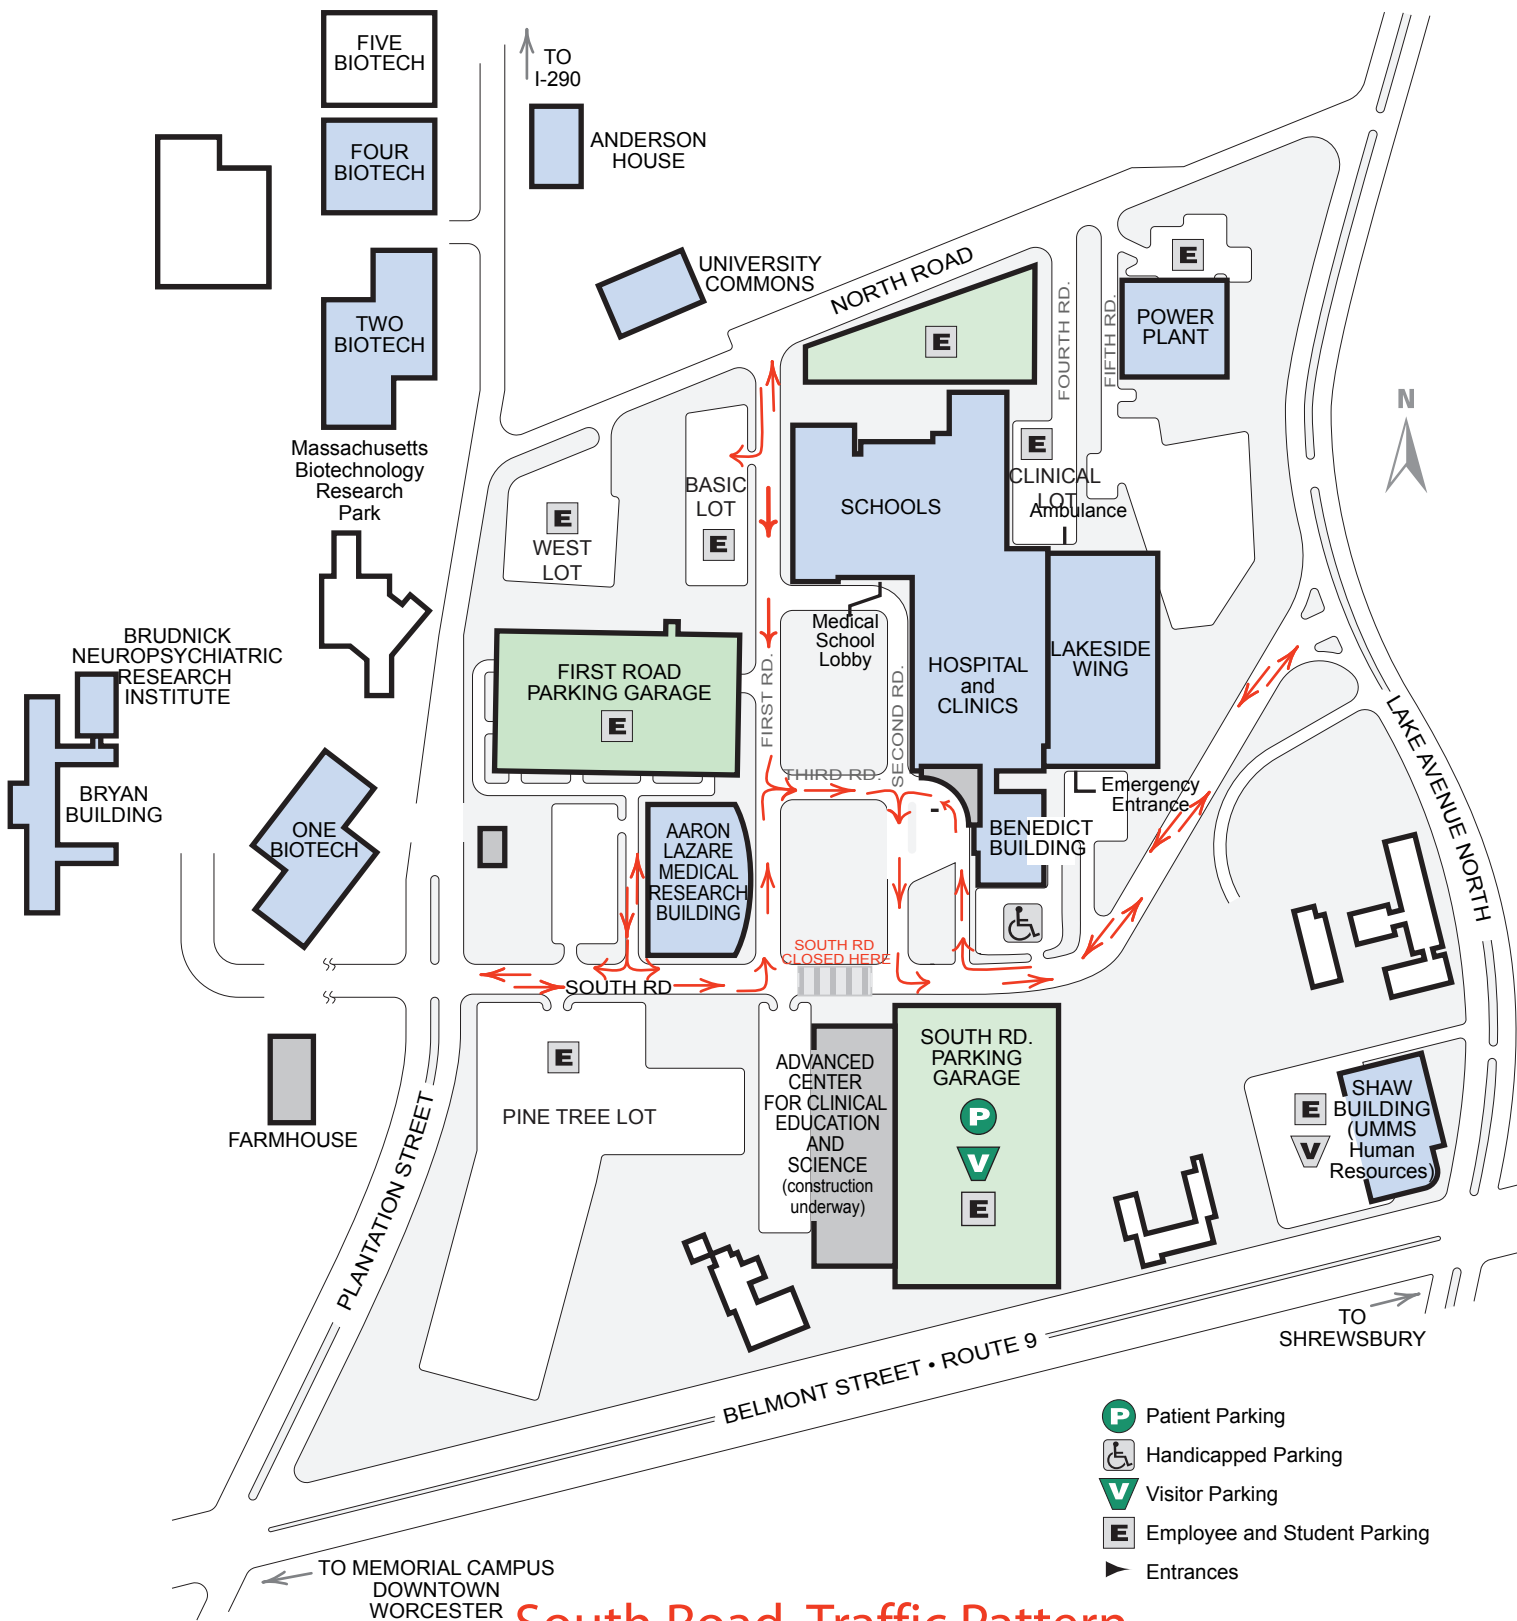 FIVE
BIOTECH
TO
I-290
FOUR
BIOTECH
ANDERSON
HOUSE
UNIVERSITY
COMMONS
NORTH ROAD
E
POWER
PLANT
FOURTH RD.
FIFTH RD.
E
TWO
BIOTECH
N
Massachusetts
Biotechnology
Research
Park
E
WEST
LOT
BASIC
LOT
E
SCHOOLS
E
CLINICAL
LOT
Ambulance
BRUDNICK
NEUROPSYCHIATRIC
RESEARCH
INSTITUTE
FIRST ROAD
PARKING GARAGE
E
FIRST RD.
Medical
School
Lobby
SECOND RD.
HOSPITAL
and
CLINICS
LAKESIDE
WING
LAKE AVENUE NORTH
THIRD RD.
BRYAN
BUILDING
ONE
BIOTECH
AARON
LAZARE
MEDICAL
RESEARCH
BUILDING
Emergency
Entrance
BENEDICT
BUILDING
SOUTH RD
CLOSED HERE
SOUTH RD
FARMHOUSE
E
PINE TREE LOT
PLANTATION STREET
ADVANCED
CENTER
FOR CLINICAL
EDUCATION
AND
SCIENCE
(construction
underway)
SOUTH RD.
PARKING
GARAGE
P
V
E
E
V
SHAW
BUILDING
(UMMS
Human
Resources)
TO
SHREWSBURY
BELMONT STREET • ROUTE 9
P Patient Parking
Handicapped Parking
V Visitor Parking
E Employee and Student Parking
Entrances
TO MEMORIAL CAMPUS
DOWNTOWN
WORCESTER
South Road Traffic Pattern